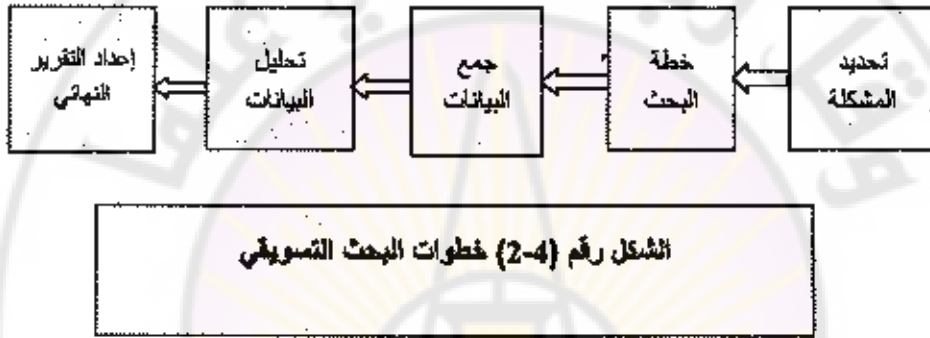 تحديد
المشكلة
خطة
البحث
جمع
البيانات
تحليل
البيانات
إعداد التقرير
النهائي
الشكل رقم (4-2) خطوات البحث التسويقي